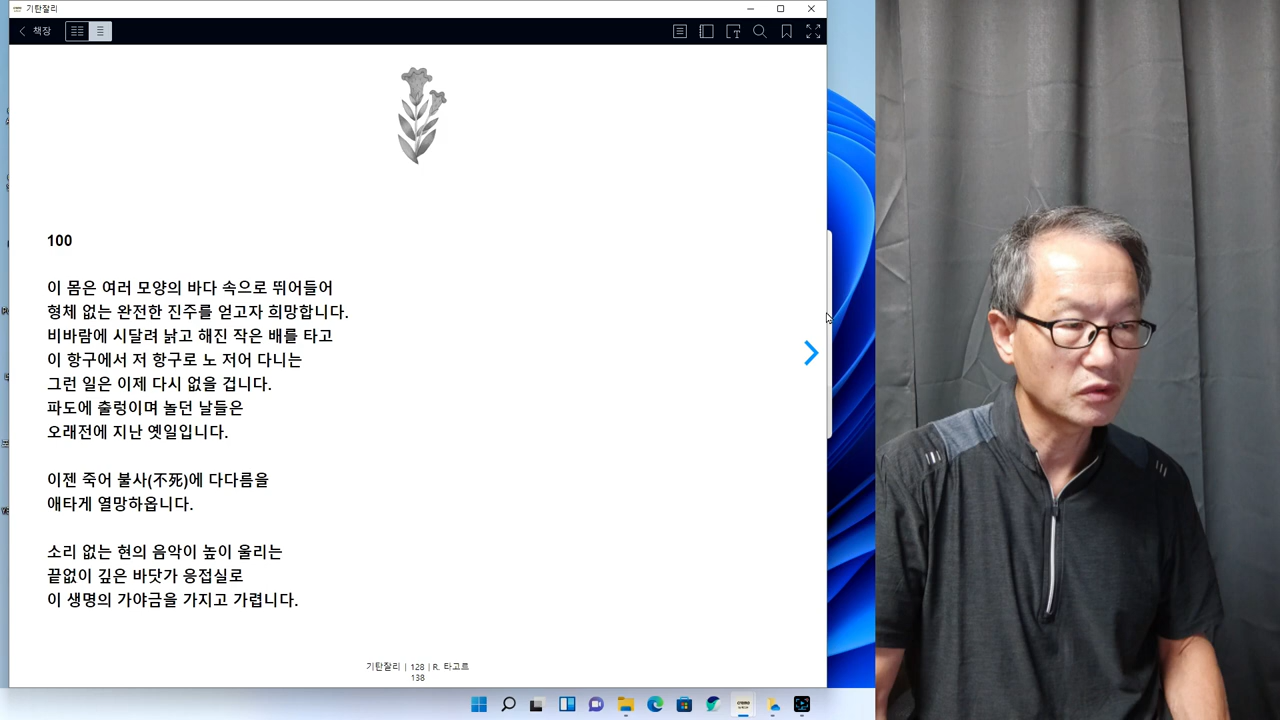 기탄잘리
책장
100
이 몸은 여러 모양의 바다 속으로 뛰어들어
형체 없는 완전한 진주를 얻고자 희망합니다.
비바람에 시달려 낡고 해진 작은 배를 타고
이 항구에서 저 항구로 노 저어 다니는
그런 일은 이제 다시 없을 겁니다.
파도에 출렁이며 놀던 날들은
오래전에 지난 옛일입니다.
이젠 죽어 불사(不死)에 다다름을
애타게 열망하옵니다.
소리 없는 현의 음악이 높이 울리는
끝없이 깊은 바닷가 응접실로
이 생명의 가야금을 가지고 가렵니다.
기탄잘리 | 128 | R. 타고르
138